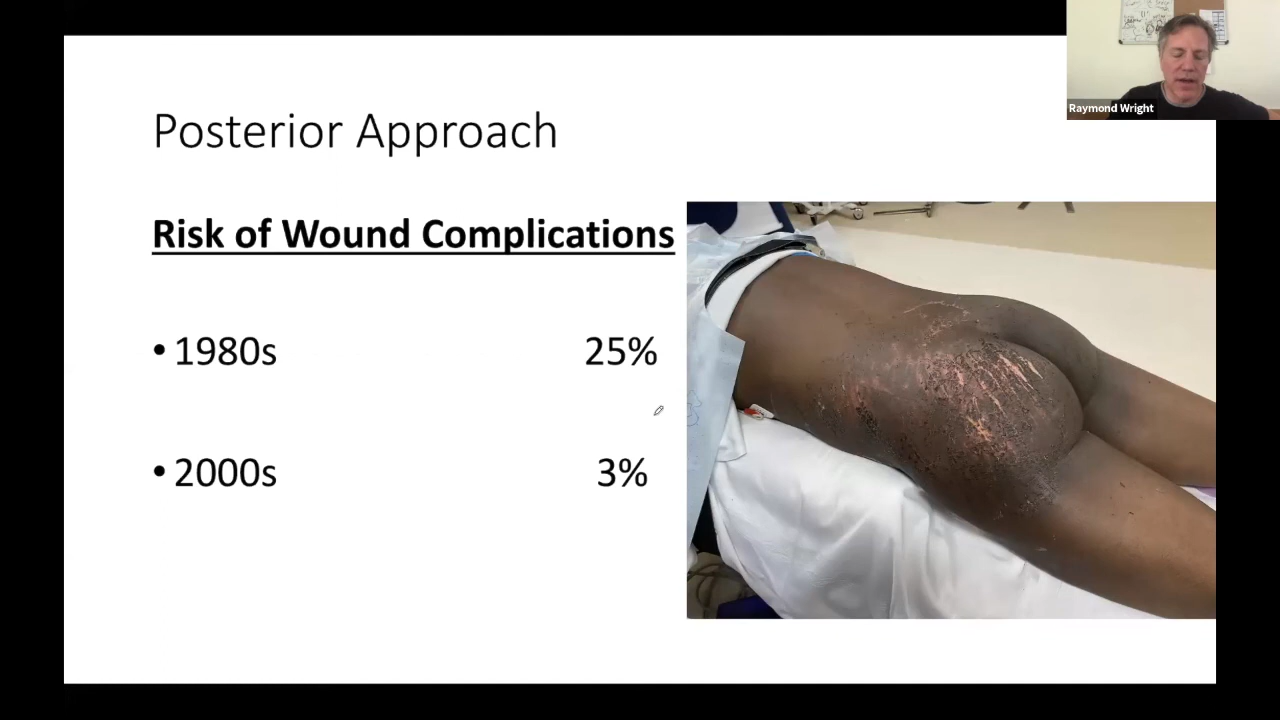 Raymond Wright
Posterior Approach
Risk of Wound Complications
• 1980s 25%
• 2000s 3%